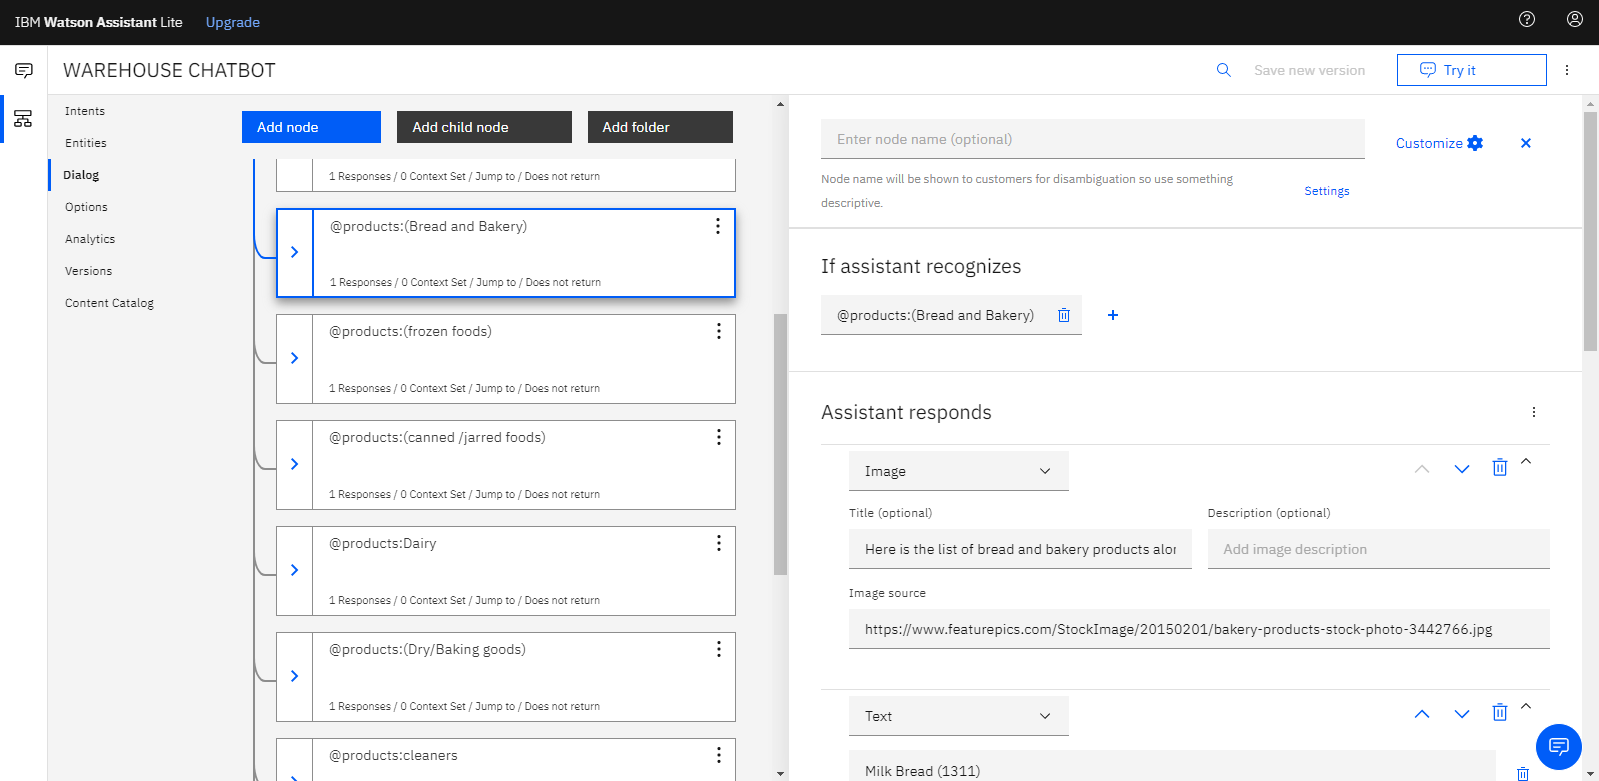 IBM Watson Assistant Lite Upgrade
WAREHOUSE CHATBOT
Save new version
Try it
Intents
Entities
Dialog
Options
Analytics
Versions
Content Catalog
Add node
Add child node
Add folder
1 Responses / 0 Context Set / Jump to / Does not return
@products:(Bread and Bakery)
1 Responses / 0 Context Set / Jump to / Does not return
@products:(frozen foods)
1 Responses / 0 Context Set / Jump to / Does not return
@products:(canned /jarred foods)
1 Responses / 0 Context Set / Jump to / Does not return
@products:Dairy
1 Responses / 0 Context Set / Jump to / Does not return
@products:(Dry/Baking goods)
1 Responses / 0 Context Set / Jump to / Does not return
@products:cleaners
Enter node name (optional)
Customize
Node name will be shown to customers for disambiguation so use something
descriptive.
Settings
If assistant recognizes
@products:(Bread and Bakery)
Assistant responds
Image
Title (optional)
Description (optional)
Here is the list of bread and bakery products alor
Add image description
Image source
https://www.featurepics.com/StockImage/20150201/bakery-products-stock-photo-3442766.jpg
Text
Milk Bread (1311)